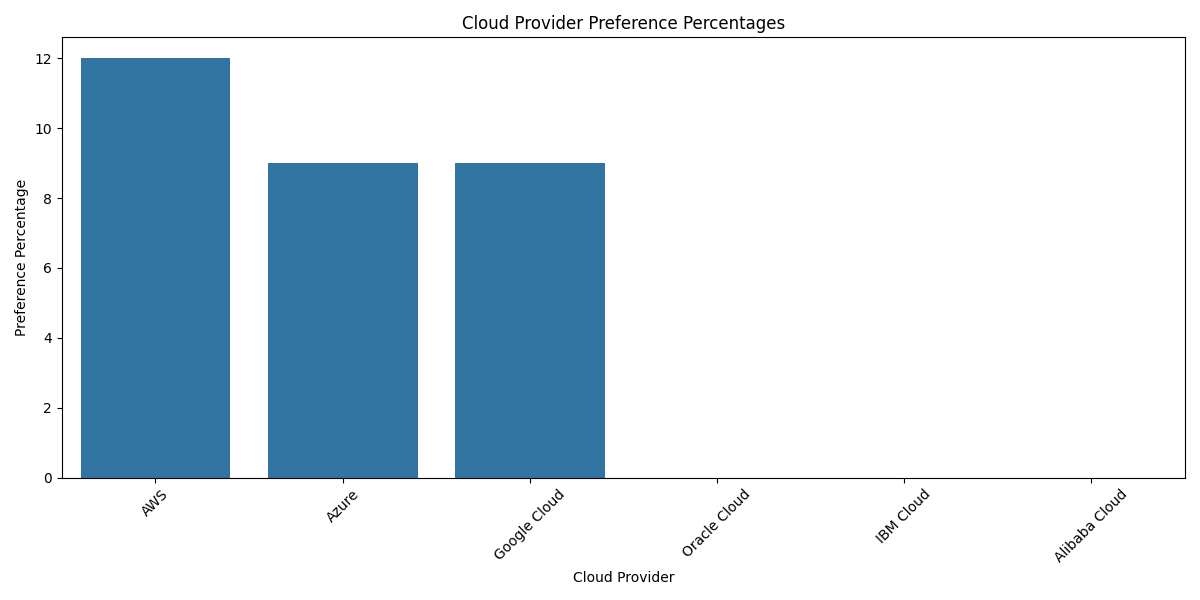 Cloud Provider Preference Percentages
Preference Percentage
12
10
8
6
4
2
0
AWS
Azure
Google Cloud
Oracle Cloud
IBM Cloud
Alibaba Cloud
Cloud Provider